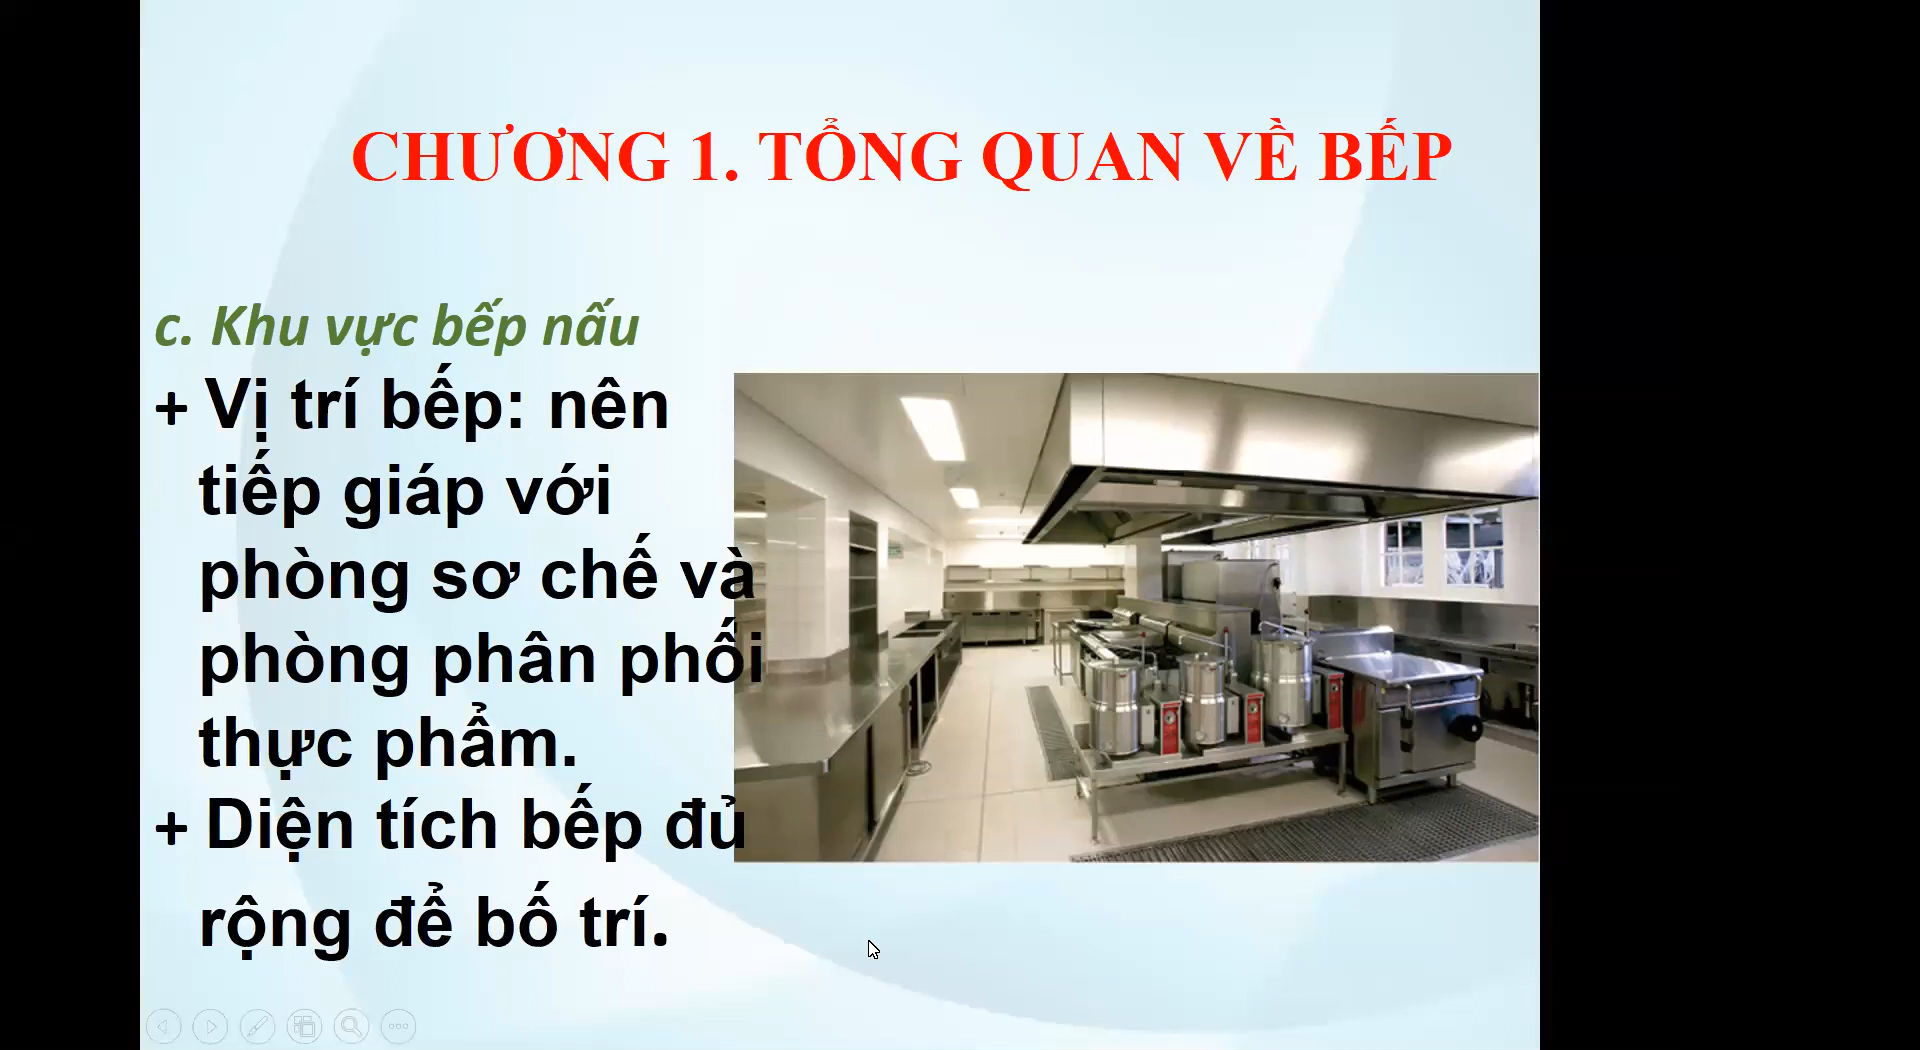 CHƯƠNG 1. TỔNG QUAN VỀ BẾP
c. Khu vực bếp nấu
+ Vị trí bếp: nên
tiếp giáp với
phòng sơ chế và
phòng phân phối
thực phẩm.
+ Diện tích bếp đủ
rộng để bố trí.